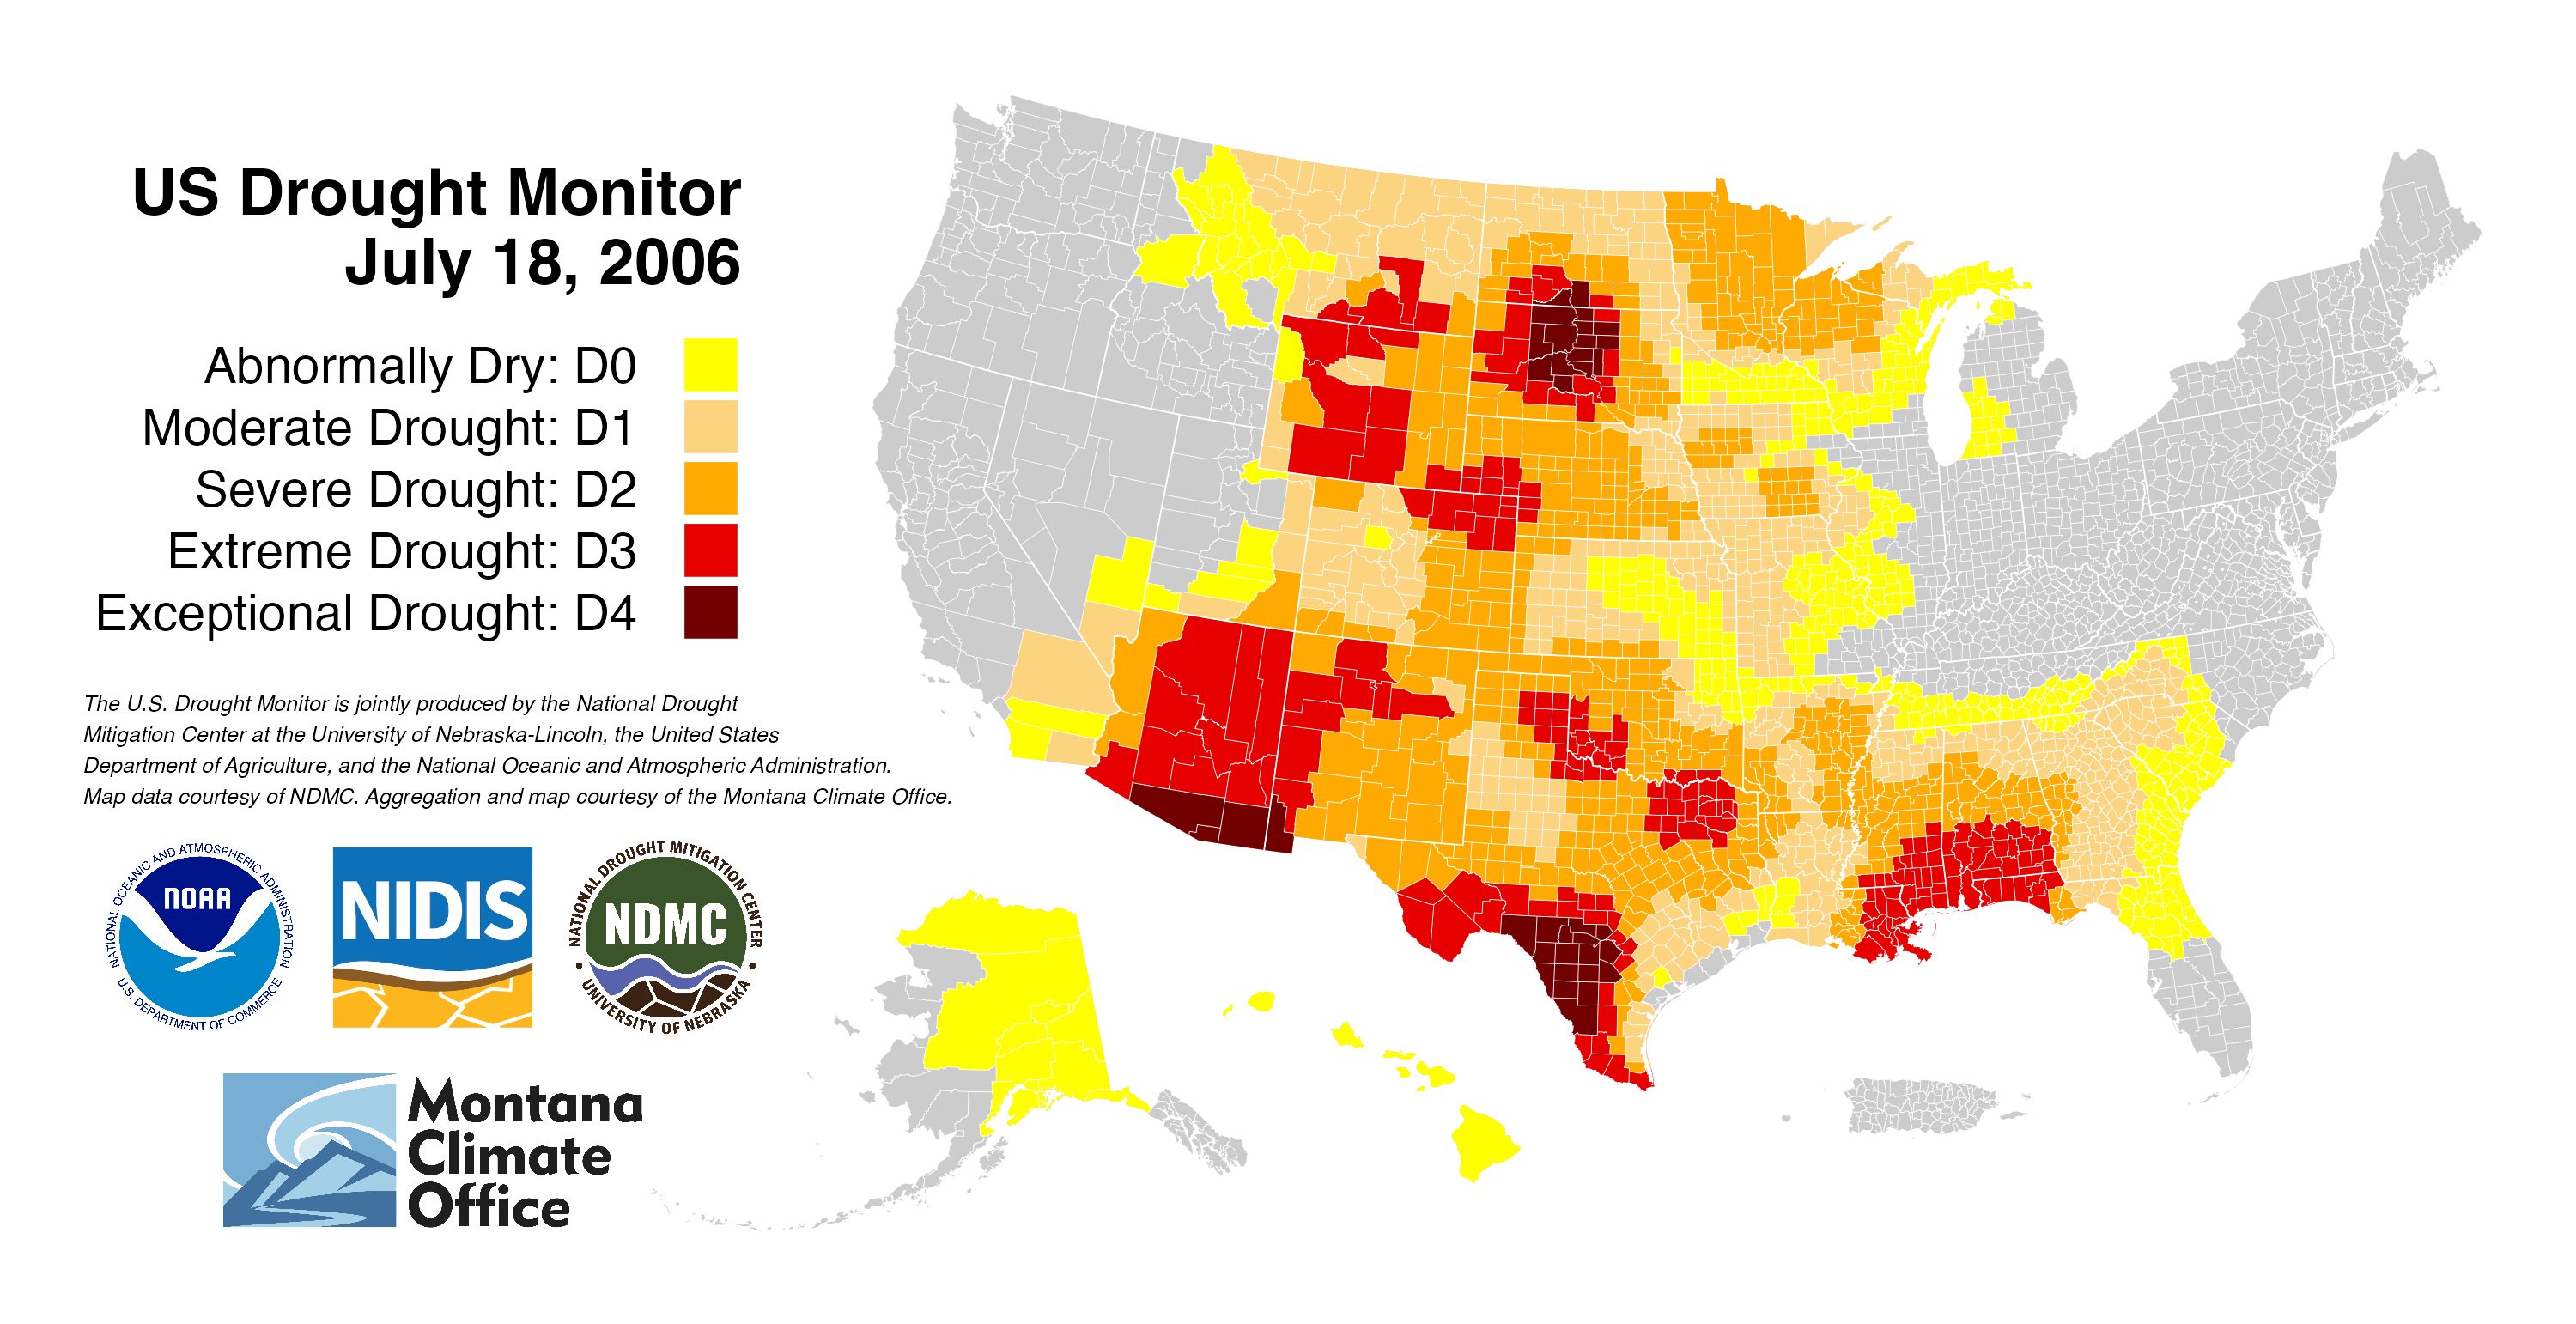 US Drought Monitor
July 18, 2006
Abnormally Dry: D0
Moderate Drought: D1
Severe Drought: D2
Extreme Drought: D3
Exceptional Drought: D4
The U.S. Drought Monitor is jointly produced by the National Drought
Mitigation Center at the University of Nebraska-Lincoln, the United States
Department of Agriculture, and the National Oceanic and Atmospheric Administration.
Map data courtesy of NDMC. Aggregation and map courtesy of the Montana Climate Office.
NATIONAL OCEANIC AND ATMOSPHERIC ADMINISTRATION
NOAA
U.S. DEPARTMENT OF COMMERCE
NIDIS
NATIONAL DROUGHT MITIGATION CENTER
NDMC
UNIVERSITY OF NEBRASKA
Montana
Climate
Office